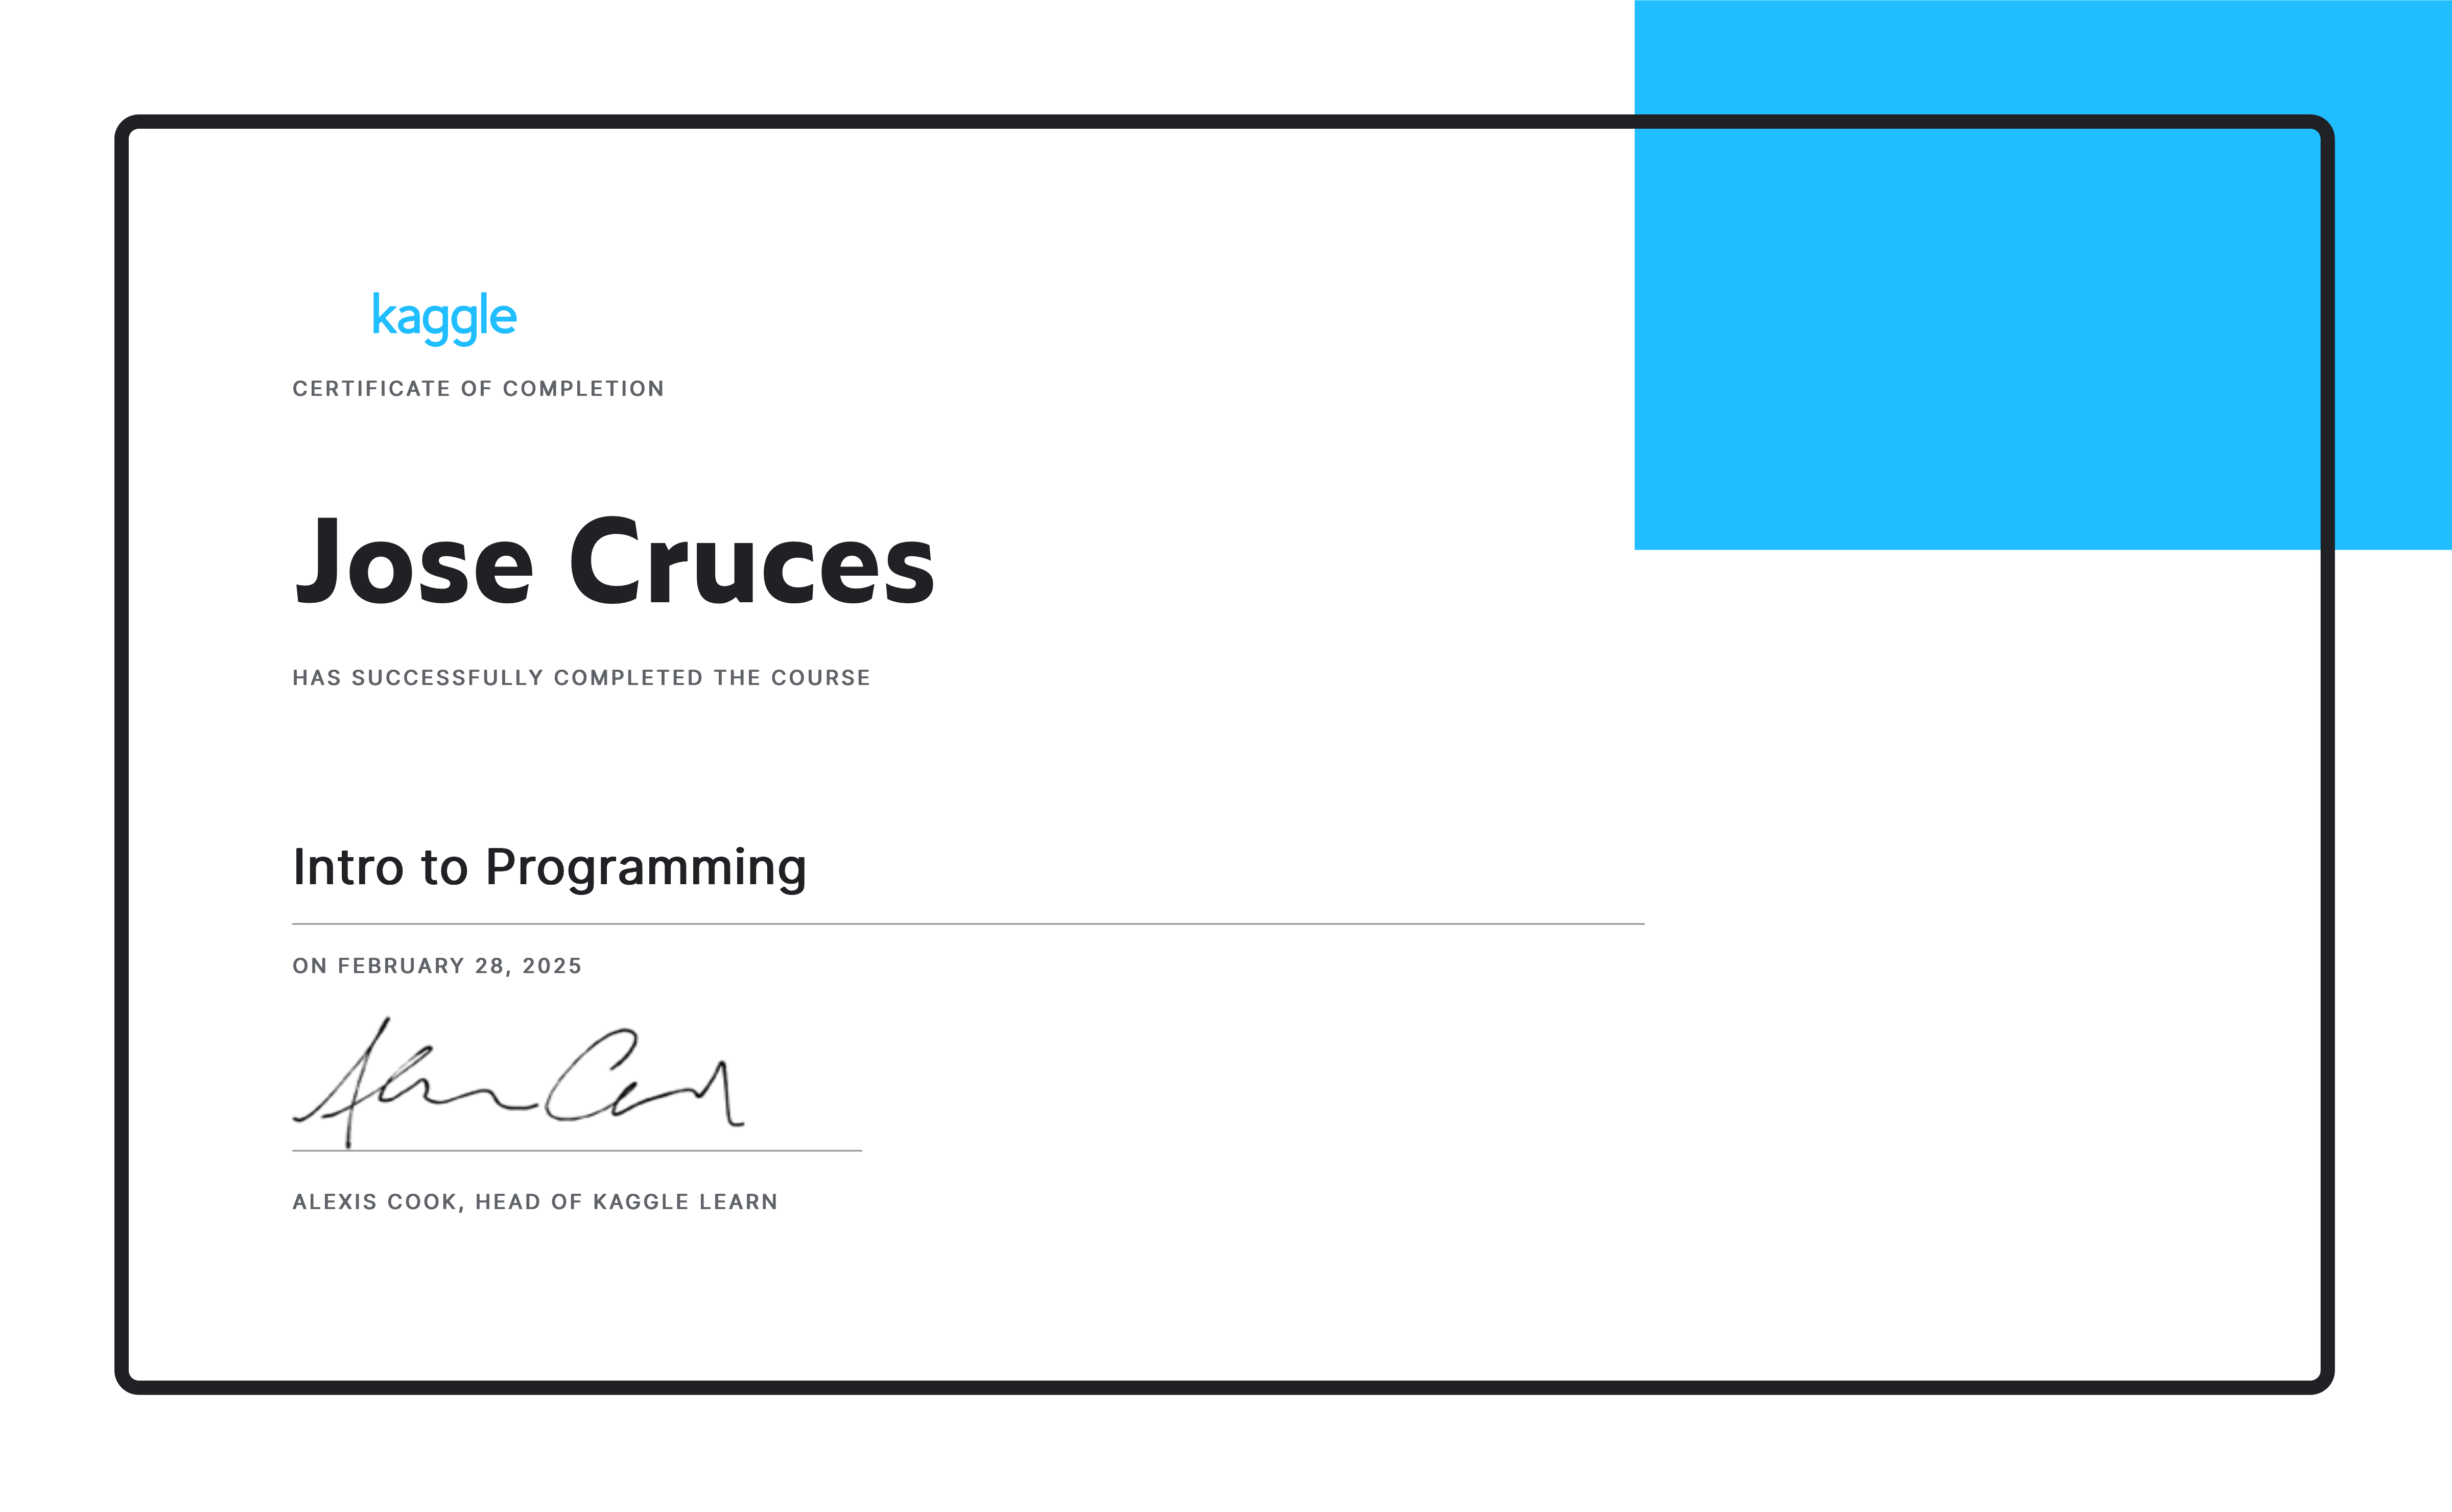 kaggle
CERTIFICATE OF COMPLETION
Jose Cruces
HAS SUCCESSFULLY COMPLETED THE COURSE
Intro to Programming
ON FEBRUARY 28, 2025
ALEXIS COOK, HEAD OF KAGGLE LEARN